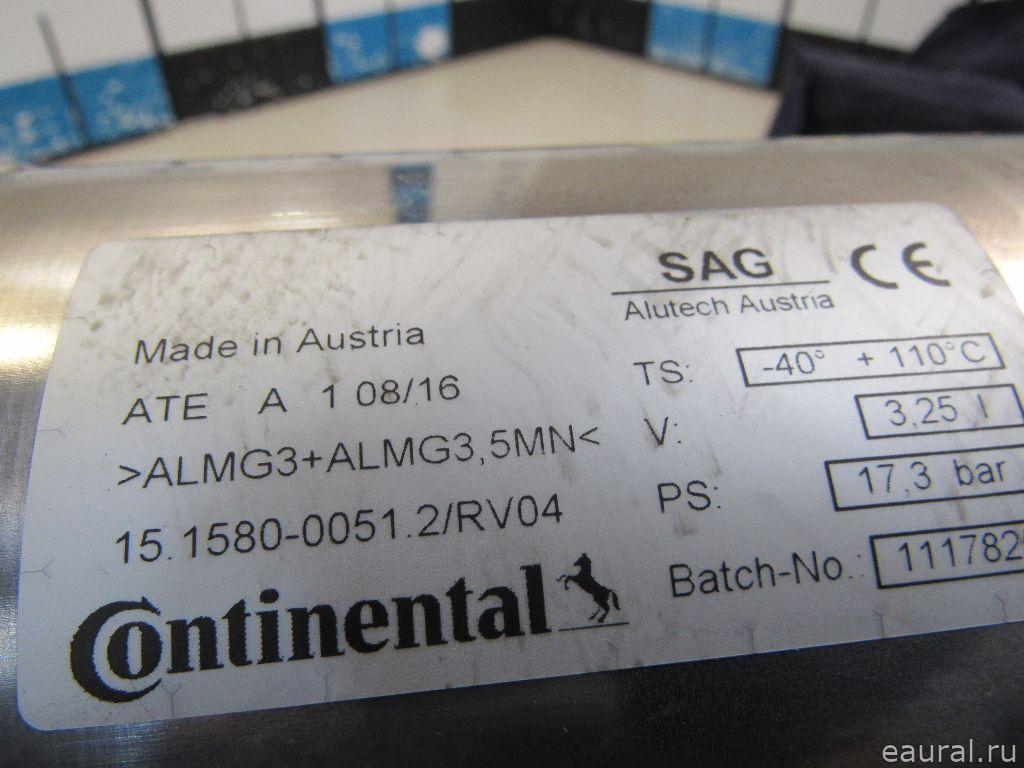 Made in Austria
ATE A 1 08/16
>ALMG3+ALMG3,5MN<
15.1580-0051.2/RV04
Continental
SAG CE
Alutech Austria
TS: -40° + 110°C
V: 3,25 l
PS: 17,3 bar
Batch-No.:
eaural.ru